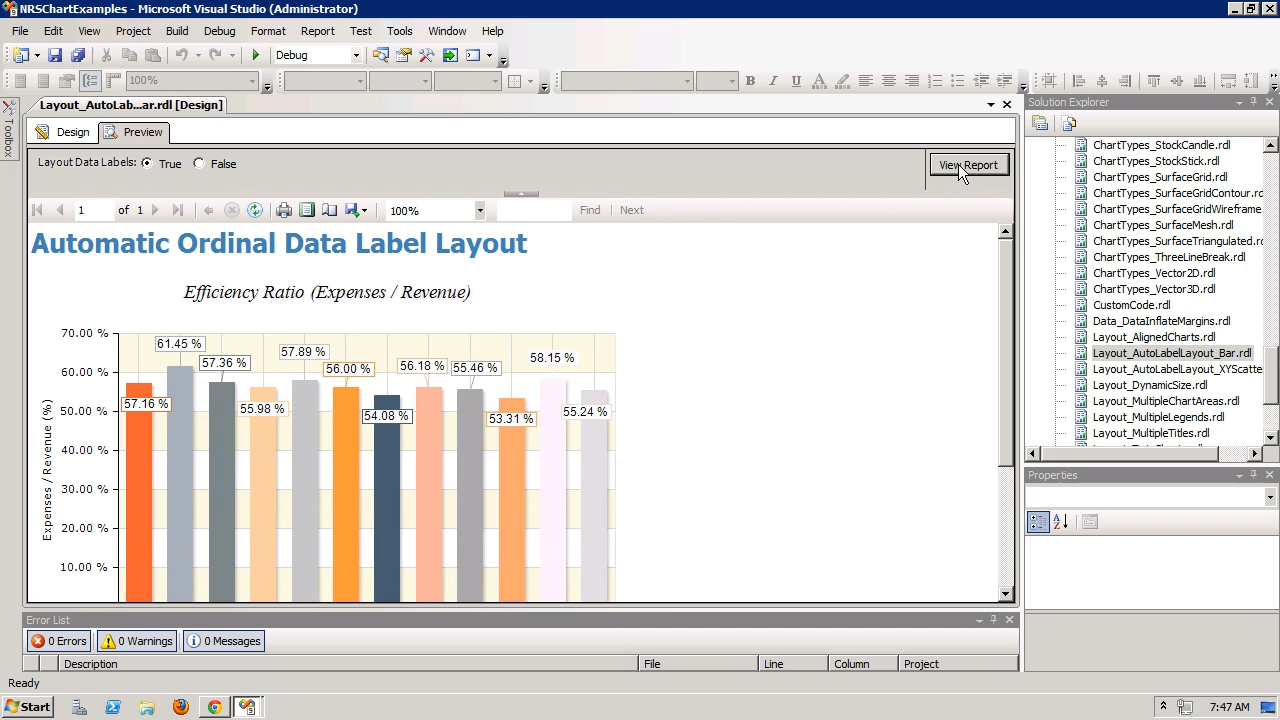 NRSChartExamples - Microsoft Visual Studio (Administrator)
File Edit View Project Build Debug Format Report Test Tools Window Help
Debug
100%
B I U A
Layout_AutoLab...ar.rdl [Design]
Solution Explorer
Toolbox
Design Preview
Layout Data Labels: True False
View Report
1 of 1 100% Find | Next
Automatic Ordinal Data Label Layout
Efficiency Ratio (Expenses / Revenue)
70.00 %
60.00 %
50.00 %
40.00 %
30.00 %
20.00 %
10.00 %
Expenses / Revenue (%)
57.16 %
61.45 %
57.36 %
55.98 %
57.89 %
56.00 %
54.08 %
56.18 %
55.46 %
53.31 %
58.15 %
55.24 %
ChartTypes_StockCandle.rdl
ChartTypes_StockStick.rdl
ChartTypes_SurfaceGrid.rdl
ChartTypes_SurfaceGridContour.rd
ChartTypes_SurfaceGridWireframe
ChartTypes_SurfaceMesh.rdl
ChartTypes_SurfaceTriangulated.rd
ChartTypes_ThreeLineBreak.rdl
ChartTypes_Vector2D.rdl
ChartTypes_Vector3D.rdl
CustomCode.rdl
Data_DataInflateMargins.rdl
Layout_AlignedCharts.rdl
Layout_AutoLabelLayout_Bar.rdl
Layout_AutoLabelLayout_XYScatte
Layout_DynamicSize.rdl
Layout_MultipleChartAreas.rdl
Layout_MultipleLegends.rdl
Layout_MultipleTitles.rdl
Properties
Error List
0 Errors 0 Warnings 0 Messages
Description File Line Column Project
Ready
Start
7:47 AM